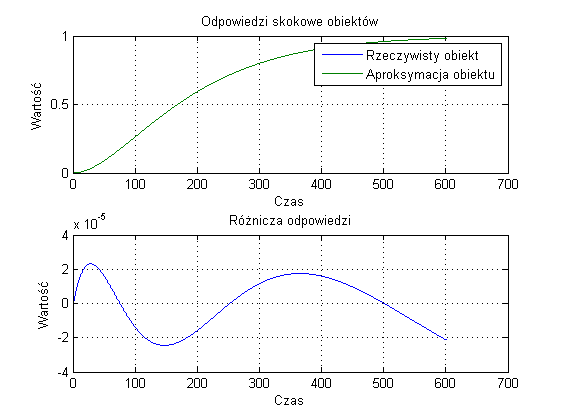 Odpowiedzi skokowe obiektów
1
0.5
0
Wartość
Rzeczywisty obiekt
Aproksymacja obiektu
0 100 200 300 400 500 600 700
Czas
x 10-5
Różnicza odpowiedzi
4
2
0
-2
-4
Wartość
0 100 200 300 400 500 600 700
Czas